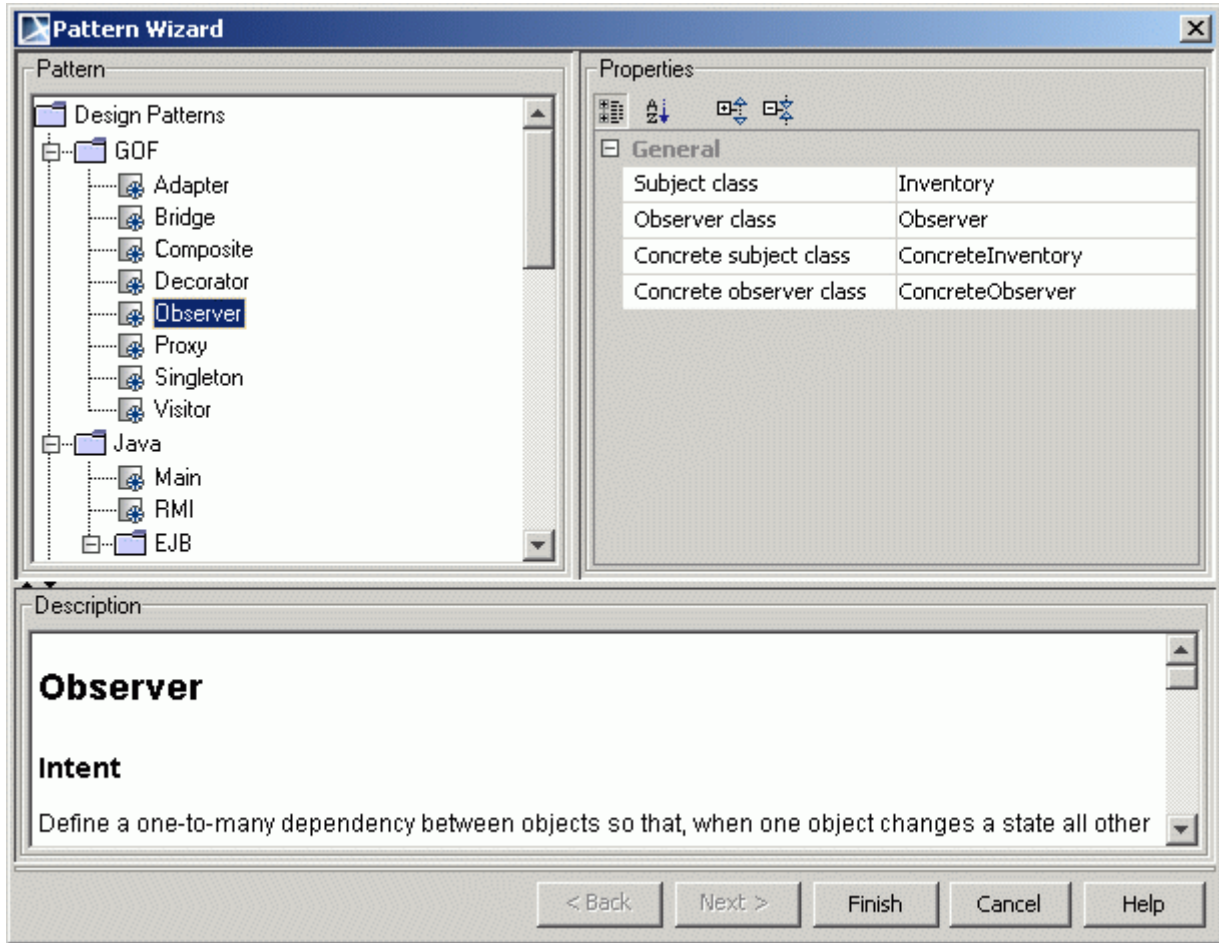 Pattern Wizard
Pattern
Design Patterns
GOF
Adapter
Bridge
Composite
Decorator
Observer
Proxy
Singleton
Visitor
Java
Main
RMI
EJB
Properties
General
Subject class Inventory
Observer class Observer
Concrete subject class ConcreteInventory
Concrete observer class ConcreteObserver
Description
Observer
Intent
Define a one-to-many dependency between objects so that, when one object changes a state all other
< Back Next > Finish Cancel Help